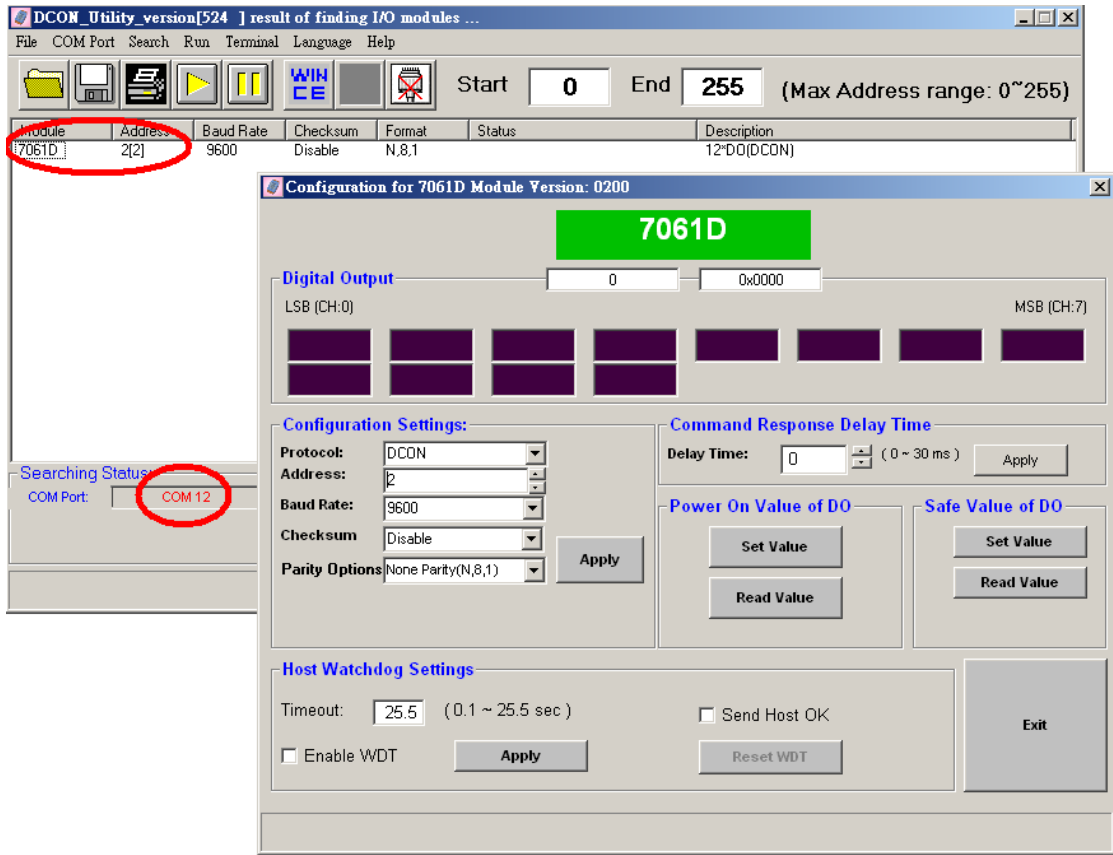 DCON_Utility_version[524 ] result of finding I/O modules ...
File COM Port Search Run Terminal Language Help
WIN CE
Start 0 End 255 (Max Address range: 0~255)
Module Address Baud Rate Checksum Format Status Description
7061D 2[2] 9600 Disable N,8,1 12*DO(DCON)
Searching Status:
COM Port: COM 12
Configuration for 7061D Module Version: 0200
7061D
Digital Output 0 0x0000
LSB (CH:0) MSB (CH:7)
Configuration Settings:
Protocol: DCON
Address: 2
Baud Rate: 9600
Checksum Disable
Parity Options None Parity(N,8,1)
Apply
Command Response Delay Time
Delay Time: 0 ( 0 ~ 30 ms ) Apply
Power On Value of DO
Set Value
Read Value
Safe Value of DO
Set Value
Read Value
Host Watchdog Settings
Timeout: 25.5 ( 0.1 ~ 25.5 sec )
Send Host OK
Enable WDT Apply Reset WDT
Exit